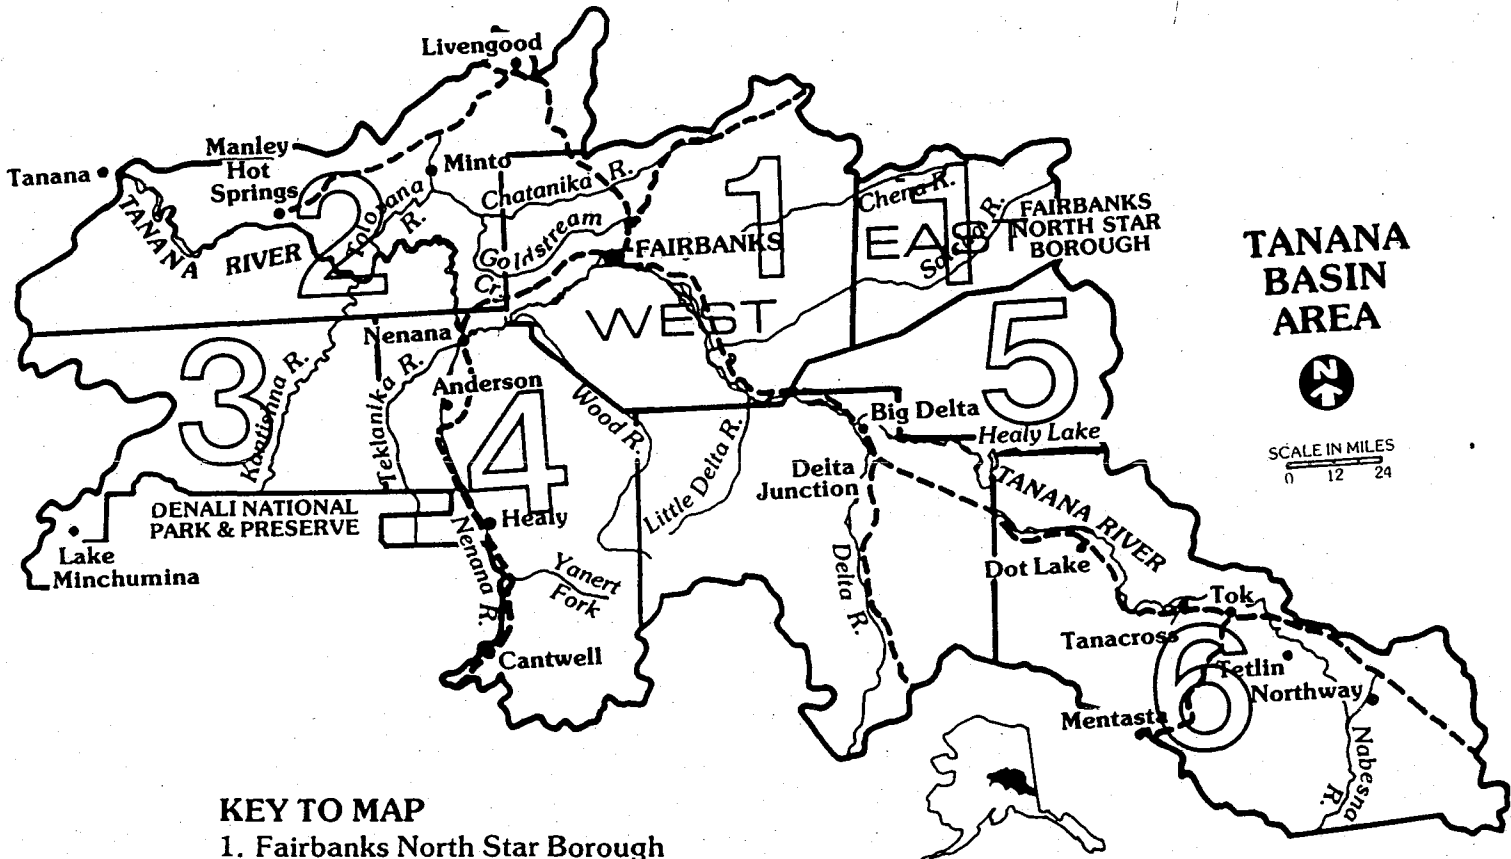 Livengood
Manley
Hot
Springs
Tanana
Minto
2
Tolovana
R.
Chatanika R.
Goldstream
Cr.
TANANA
RIVER
1
WEST
FAIRBANKS
Chena R.
1
EAST
Salcha R.
FAIRBANKS
NORTH STAR
BOROUGH
TANANA
BASIN
AREA
N
SCALE IN MILES
0 12 24
Nenana
3
Kantishna R.
Teklanika R.
Anderson
4
Wood R.
Little Delta R.
5
Big Delta
Healy Lake
Delta
Junction
TANANA RIVER
DENALI NATIONAL
PARK & PRESERVE
Healy
Nenana R.
Yanert
Fork
Lake
Minchumina
Cantwell
Delta R.
Dot Lake
Tok
Tanacross
6
Tetlin
Northway
Mentasta
Nabesna
R.
KEY TO MAP
1. Fairbanks North Star Borough